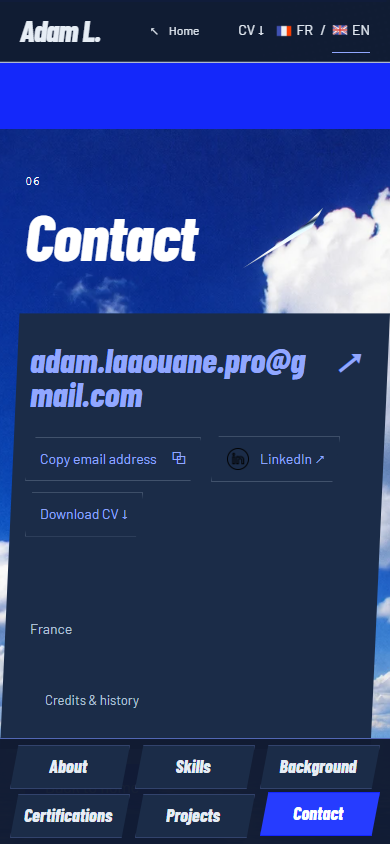 Adam L.
↖ Home
CV ↓
🇫🇷 FR / 🇬🇧 EN
06
Contact
adam.laaouane.pro@g
mail.com
↗
Copy email address
in LinkedIn ↗
Download CV ↓
France
Credits & history
About
Skills
Background
Certifications
Projects
Contact